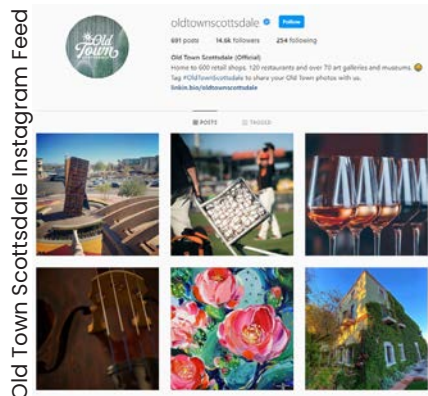 Old Town Scottsdale Instagram Feed
Old
Town
oldtownscottsdale Follow
691 posts 14.6k followers 254 following
Old Town Scottsdale (Official)
Home to 600 retail shops, 120 restaurants and over 70 art galleries and museums. 😀
Tag #OldTownScottsdale to share your Old Town photos with us.
linkin.bio/oldtownscottsdale
POSTS TAGGED